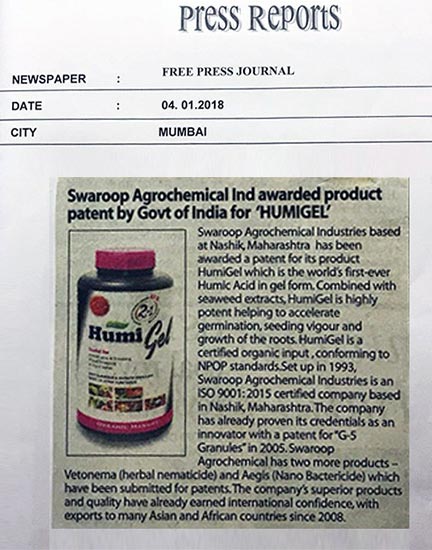 Press Reports
NEWSPAPER : FREE PRESS JOURNAL
DATE : 04. 01.2018
CITY MUMBAI
Swaroop Agrochemical Ind awarded product
patent by Govt of India for 'HUMIGEL'
Humi
Gel
Swaroop Agrochemical Industries based
at Nashik, Maharashtra has been
awarded a patent for its product
HumiGel which is the world's first-ever
Humic Acid in gel form. Combined with
seaweed extracts, HumiGel is highly
potent helping to accelerate
germination, seeding vigour and
growth of the roots. HumiGel is a
certified organic input, conforming to
NPOP standards.Set up in 1993,
Swaroop Agrochemical Industries is an
ISO 9001: 2015 certified company based
in Nashik, Maharashtra. The company
has already proven its credentials as an
innovator with a patent for "G-5
Granules" in 2005. Swaroop
Agrochemical has two more products –
Vetonema (herbal nematicide) and Aegis (Nano Bactericide) which
have been submitted for patents. The company's superior products
and quality have already earned international confidence, with
exports to many Asian and African countries since 2008.